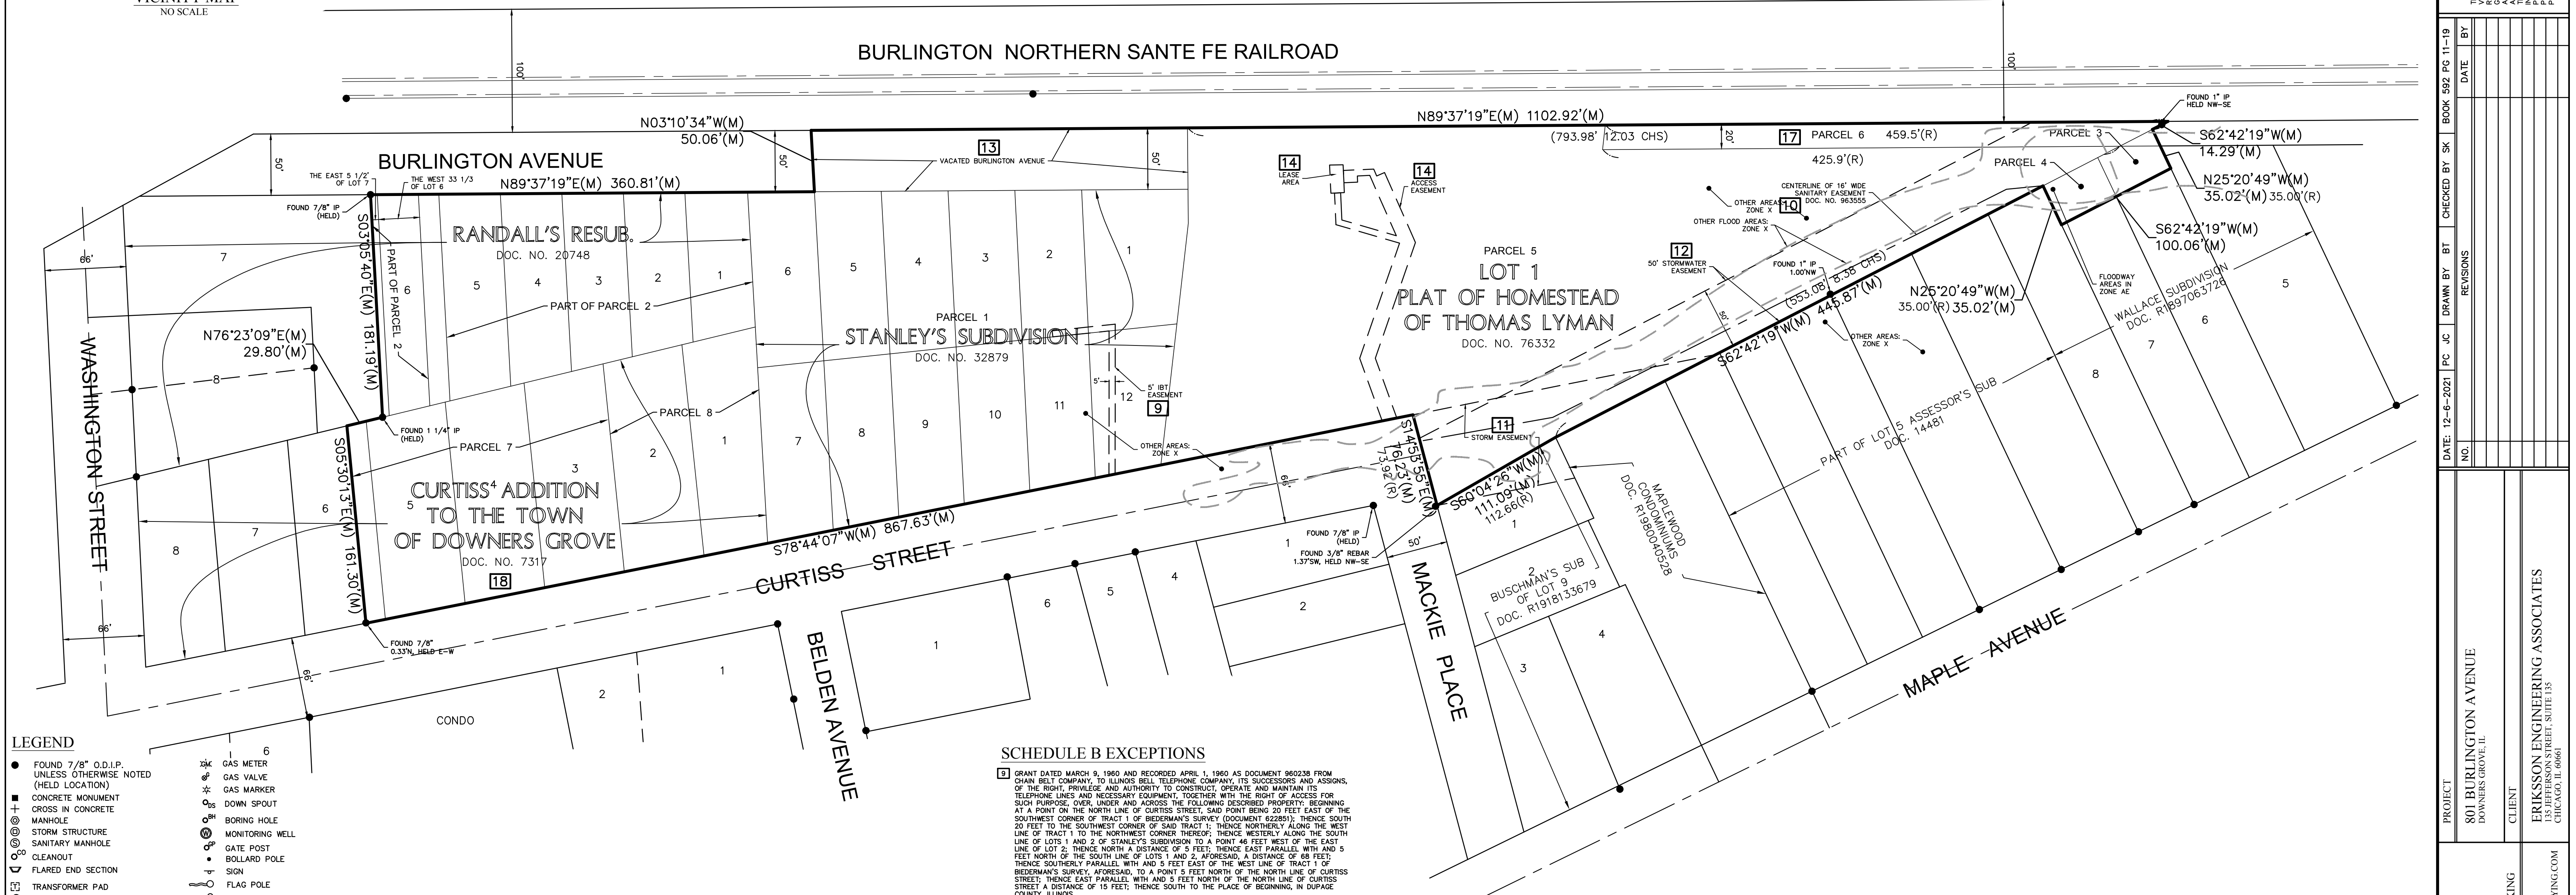 VICINITY MAP
NO SCALE
BURLINGTON NORTHERN SANTE FE RAILROAD
100'
100'
N03°10'34"W(M)
50.06'(M)
50'
50'
50'
BURLINGTON AVENUE
13
VACATED BURLINGTON AVENUE
N89°37'19"E(M) 1102.92'(M)
(793.98' 12.03 CHS)
20'
17 PARCEL 6 459.5'(R)
425.9'(R)
PARCEL 3
PARCEL 4
FOUND 1" IP
HELD NW-SE
S62°42'19"W(M)
14.29'(M)
N25°20'49"W(M)
35.02'(M) 35.00'(R)
S62°42'19"W(M)
100.06'(M)
THE EAST 5 1/2'
OF LOT 7
THE WEST 33 1/3
OF LOT 6
N89°37'19"E(M) 360.81'(M)
FOUND 7/8" IP
(HELD)
S03°05'40"E(M) 181.19'(M)
PART OF PARCEL 2
RANDALL'S RESUB.
DOC. NO. 20748
PART OF PARCEL 2
7
6
5
4
3
2
1
6
5
4
3
2
1
PARCEL 1
STANLEY'S SUBDIVISION
DOC. NO. 32879
7
8
9
10
11
12
5'
5' IBT
EASEMENT
9
OTHER AREAS:
ZONE X
14
LEASE
AREA
14
ACCESS
EASEMENT
PARCEL 5
LOT 1
PLAT OF HOMESTEAD
OF THOMAS LYMAN
DOC. NO. 76332
CENTERLINE OF 16' WIDE
SANITARY EASEMENT
DOC. NO. 963555
OTHER AREAS:
ZONE X
10
OTHER FLOOD AREAS:
ZONE X
12
50' STORMWATER
EASEMENT
50'
FOUND 1" IP
1.00'NW
(553.08' 8.38 CHS)
S62°42'19"W(M) 445.87'(M)
N25°20'49"W(M)
35.00'(R) 35.02'(M)
FLOODWAY
AREAS IN
ZONE AE
OTHER AREAS:
ZONE X
WALLACE SUBDIVISION
DOC. R1897063726
5
6
7
8
PART OF LOT 5 ASSESSOR'S SUB
DOC. 14481
66'
WASHINGTON STREET
8
N76°23'09"E(M)
29.80'(M)
FOUND 1 1/4" IP
(HELD)
S05°30'13"E(M) 161.30'(M)
PARCEL 7
PARCEL 8
8
7
6
5
3
2
1
CURTISS⁴ ADDITION
TO THE TOWN
OF DOWNERS GROVE
DOC. NO. 7317
18
FOUND 7/8"
0.33'N, HELD E-W
66'
66'
66'
S78°44'07"W(M) 867.63'(M)
CURTISS STREET
11
STORM EASEMENT
S14°53'55"E(M)
76.23'(M)
73.92'(R)
S60°04'26"W(M)
111.09'(M)
112.66(R)
1
FOUND 7/8" IP
(HELD)
FOUND 3/8" REBAR
1.37'SW, HELD NW-SE
50'
MACKIE PLACE
2
BUSCHMAN'S SUB
OF LOT 9
DOC. R1918133679
3
4
MAPLEWOOD
CONDOMINIUMS
DOC. R1980040528
MAPLE AVENUE
BELDEN AVENUE
CONDO
6
2
1
1
6
5
4
1
2
LEGEND
FOUND 7/8" O.D.I.P.
UNLESS OTHERWISE NOTED
(HELD LOCATION)
CONCRETE MONUMENT
CROSS IN CONCRETE
MANHOLE
STORM STRUCTURE
SANITARY MANHOLE
CO CLEANOUT
FLARED END SECTION
TRANSFORMER PAD
GAS METER
GAS VALVE
GAS MARKER
DS DOWN SPOUT
BH BORING HOLE
W MONITORING WELL
GP GATE POST
BOLLARD POLE
SIGN
FLAG POLE
SCHEDULE B EXCEPTIONS
9 GRANT DATED MARCH 9, 1960 AND RECORDED APRIL 1, 1960 AS DOCUMENT 960238 FROM
CHAIN BELT COMPANY, TO ILLINOIS BELL TELEPHONE COMPANY, ITS SUCCESSORS AND ASSIGNS,
OF THE RIGHT, PRIVILEGE AND AUTHORITY TO CONSTRUCT, OPERATE AND MAINTAIN ITS
TELEPHONE LINES AND NECESSARY EQUIPMENT, TOGETHER WITH THE RIGHT OF ACCESS FOR
SUCH PURPOSE, OVER, UNDER AND ACROSS THE FOLLOWING DESCRIBED PROPERTY: BEGINNING
AT A POINT ON THE NORTH LINE OF CURTISS STREET, SAID POINT BEING 20 FEET EAST OF THE
SOUTHWEST CORNER OF TRACT 1 OF BIEDERMAN'S SURVEY (DOCUMENT 622851); THENCE SOUTH
20 FEET TO THE SOUTHWEST CORNER OF SAID TRACT 1; THENCE NORTHERLY ALONG THE WEST
LINE OF TRACT 1 TO THE NORTHWEST CORNER THEREOF; THENCE WESTERLY ALONG THE SOUTH
LINE OF LOTS 1 AND 2 OF STANLEY'S SUBDIVISION TO A POINT 46 FEET WEST OF THE EAST
LINE OF LOT 2; THENCE NORTH A DISTANCE OF 5 FEET; THENCE EAST PARALLEL WITH AND 5
FEET NORTH OF THE SOUTH LINE OF LOTS 1 AND 2, AFORESAID, A DISTANCE OF 68 FEET;
THENCE SOUTHERLY PARALLEL WITH AND 5 FEET EAST OF THE WEST LINE OF TRACT 1 OF
BIEDERMAN'S SURVEY, AFORESAID, TO A POINT 5 FEET NORTH OF THE NORTH LINE OF CURTISS
STREET; THENCE EAST PARALLEL WITH AND 5 FEET NORTH OF THE NORTH LINE OF CURTISS
STREET A DISTANCE OF 15 FEET; THENCE SOUTH TO THE PLACE OF BEGINNING, IN DUPAGE
COUNTY, ILLINOIS
DATE: 12-6-2021 PC JC DRAWN BY BT CHECKED BY SK BOOK 592 PG 11-19
NO. REVISIONS DATE BY
PROJECT
801 BURLINGTON AVENUE
DOWNERS GROVE, IL
CLIENT
ERIKSSON ENGINEERING ASSOCIATES
135 JEFFERSON STREET, SUITE 135
CHICAGO, IL 60661
KING
YING.COM